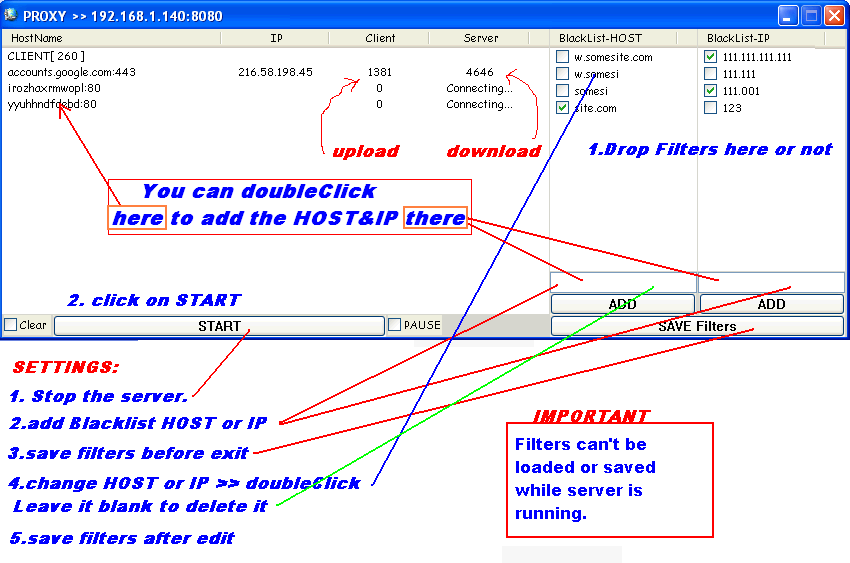 PROXY >> 192.168.1.140:8080
HostName IP Client Server BlackList-HOST BlackList-IP
CLIENT[ 260 ] w.somesite.com 111.111.111.111
accounts.google.com:443 216.58.198.45 1381 4646 w.somesi 111.111
irozhaxrmwopl:80 0 Connecting... somesi 111.001
yyuhhndfdebd:80 0 Connecting... site.com 123
upload download 1.Drop Filters here or not
You can doubleClick
here to add the HOST&IP there
2. click on START
ADD ADD
Clear START PAUSE SAVE Filters
SETTINGS:
1. Stop the server.
2.add Blacklist HOST or IP
3.save filters before exit
4.change HOST or IP >> doubleClick
Leave it blank to delete it
5.save filters after edit
IMPORTANT
Filters can't be
loaded or saved
while server is
running.